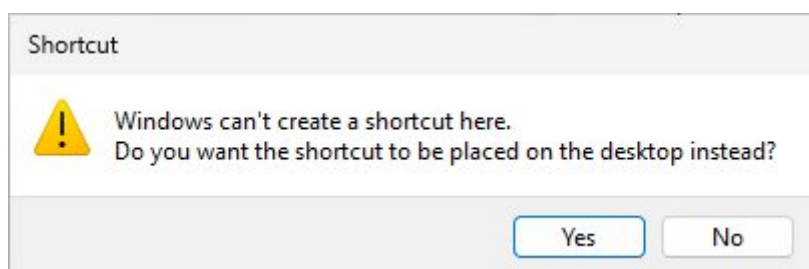 Shortcut
Windows can't create a shortcut here.
Do you want the shortcut to be placed on the desktop instead?
Yes
No